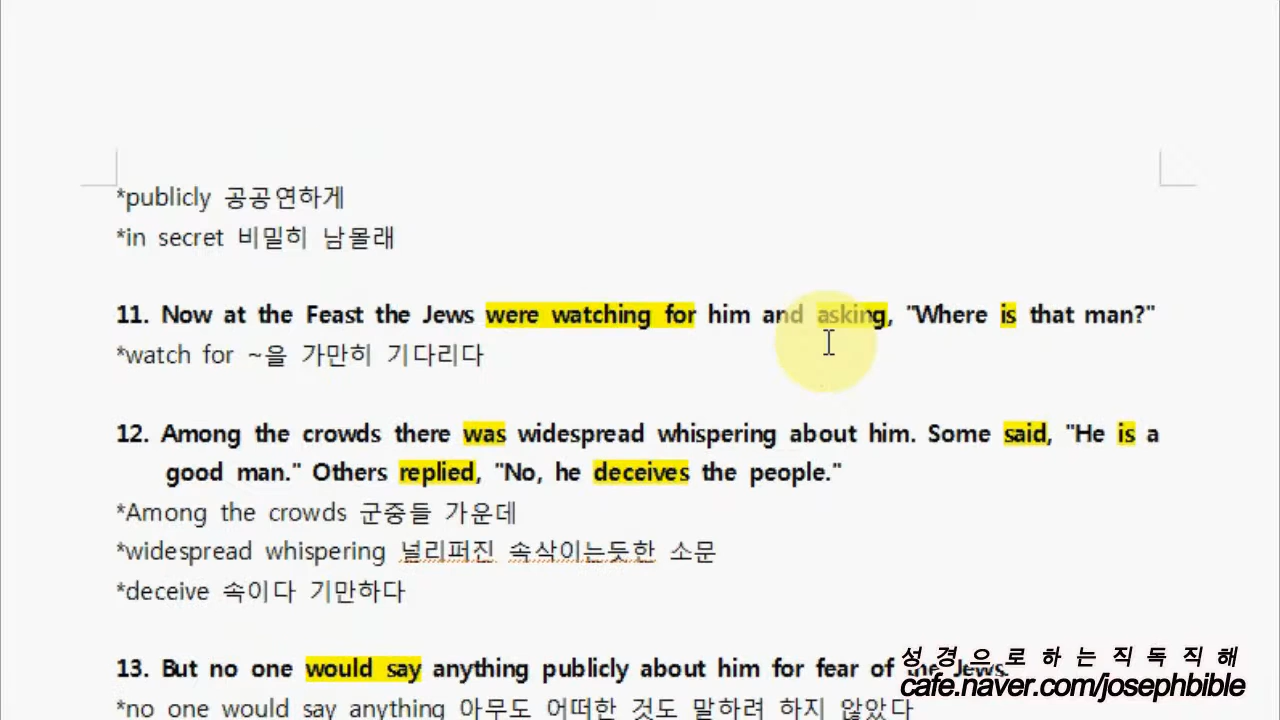 *publicly 공공연하게
*in secret 비밀히 남몰래
11. Now at the Feast the Jews were watching for him and asking, "Where is that man?"
*watch for ~을 가만히 기다리다
12. Among the crowds there was widespread whispering about him. Some said, "He is a
good man." Others replied, "No, he deceives the people."
*Among the crowds 군중들 가운데
*widespread whispering 널리퍼진 속삭이는듯한 소문
*deceive 속이다 기만하다
13. But no one would say anything publicly about him for fear of the Jews.
성경으로하는직독직해
cafe.naver.com/josephbible
*no one would say anything 아무도 어떠한 것도 말하려 하지 않았다